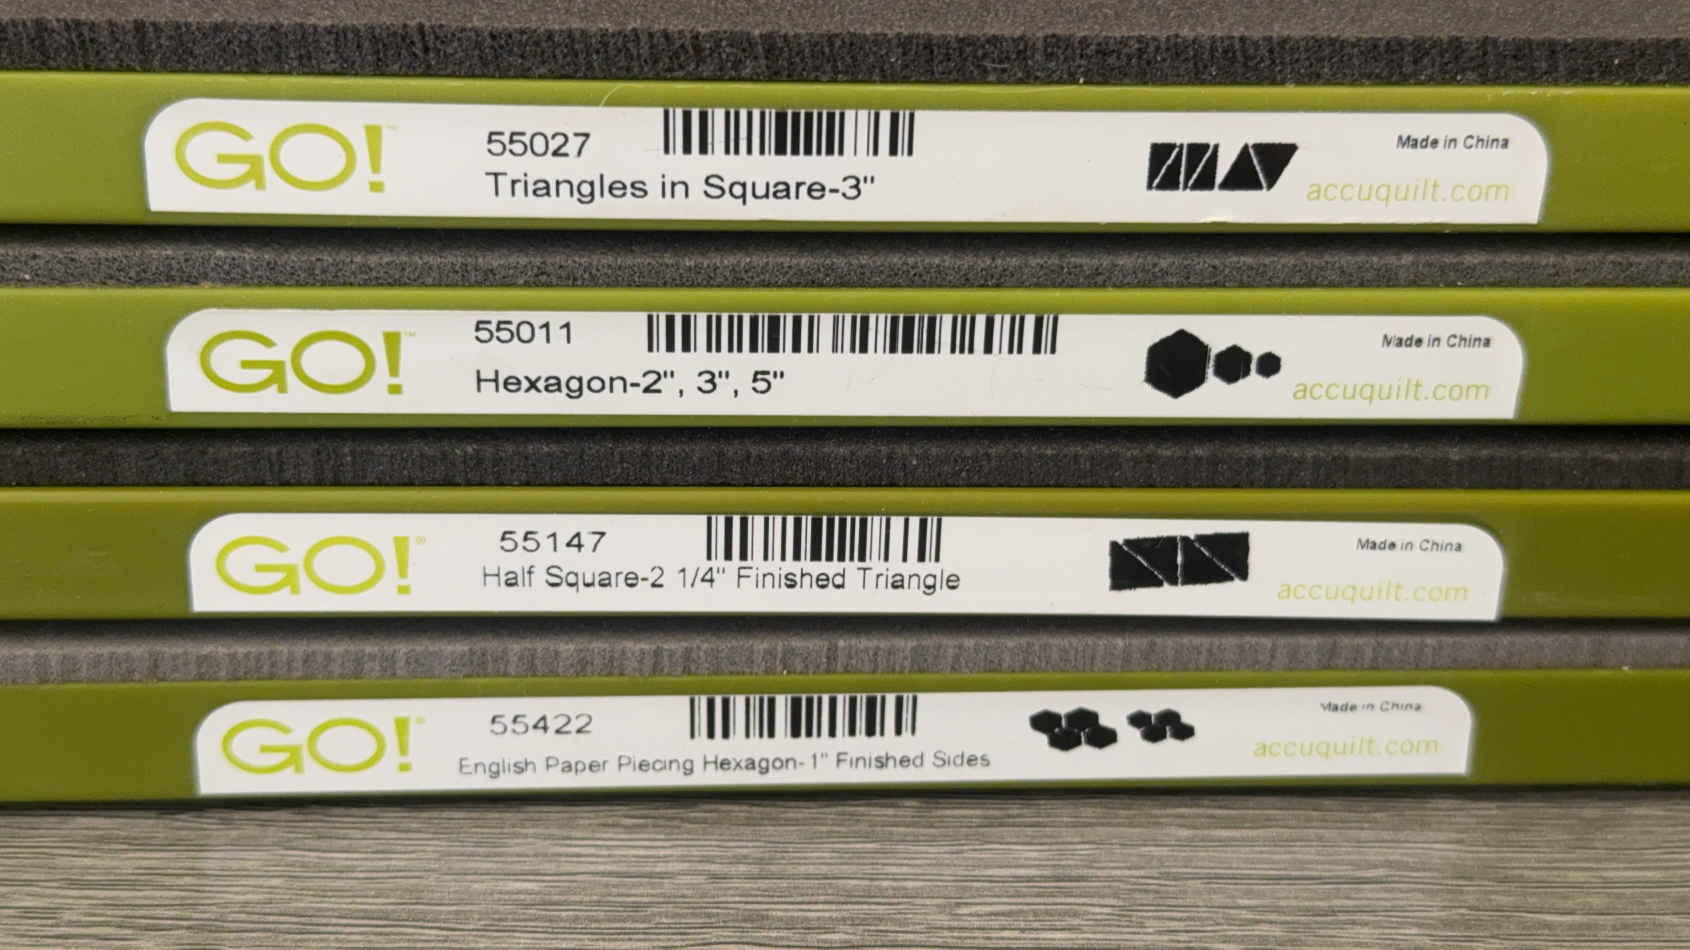 GO!™
55027
Triangles in Square-3"
Made in China
accuquilt.com
GO!™
55011
Hexagon-2", 3", 5"
Made in China
accuquilt.com
GO!®
55147
Half Square-2 1/4" Finished Triangle
Made in China
accuquilt.com
GO!®
55422
English Paper Piecing Hexagon-1" Finished Sides
Made in China
accuquilt.com